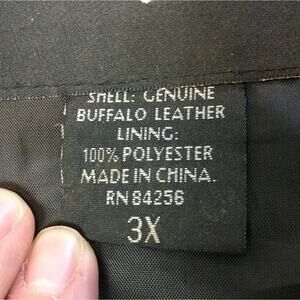 SHELL: GENUINE
BUFFALO LEATHER
LINING:
100% POLYESTER
MADE IN CHINA.
RN 84256
3X